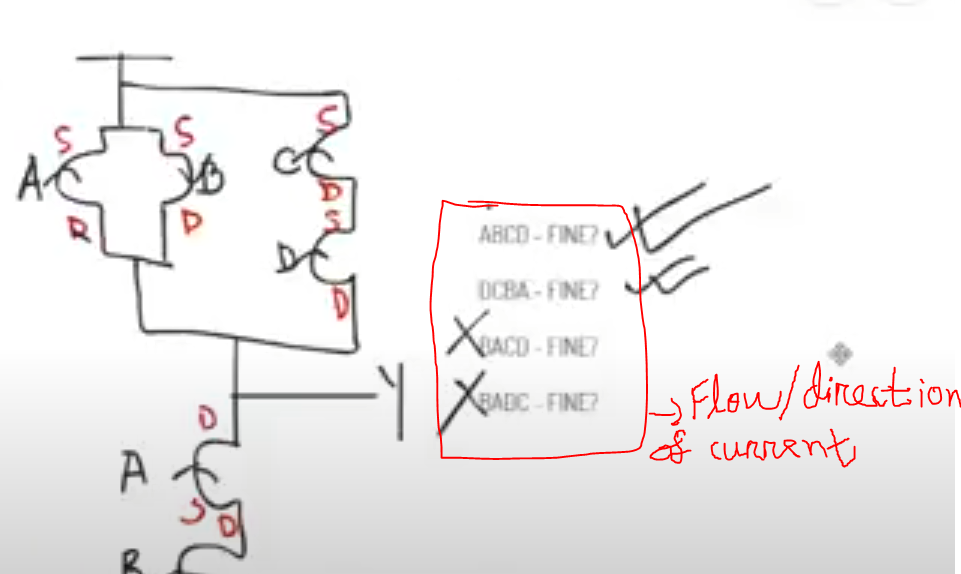 S
S
S
A
B
C
R
D
D
S
D
D
ABCD - FINE?
DCBA - FINE?
BACD - FINE?
BADC - FINE?
→ Flow/direction
of current
Y
D
A
S
D
B